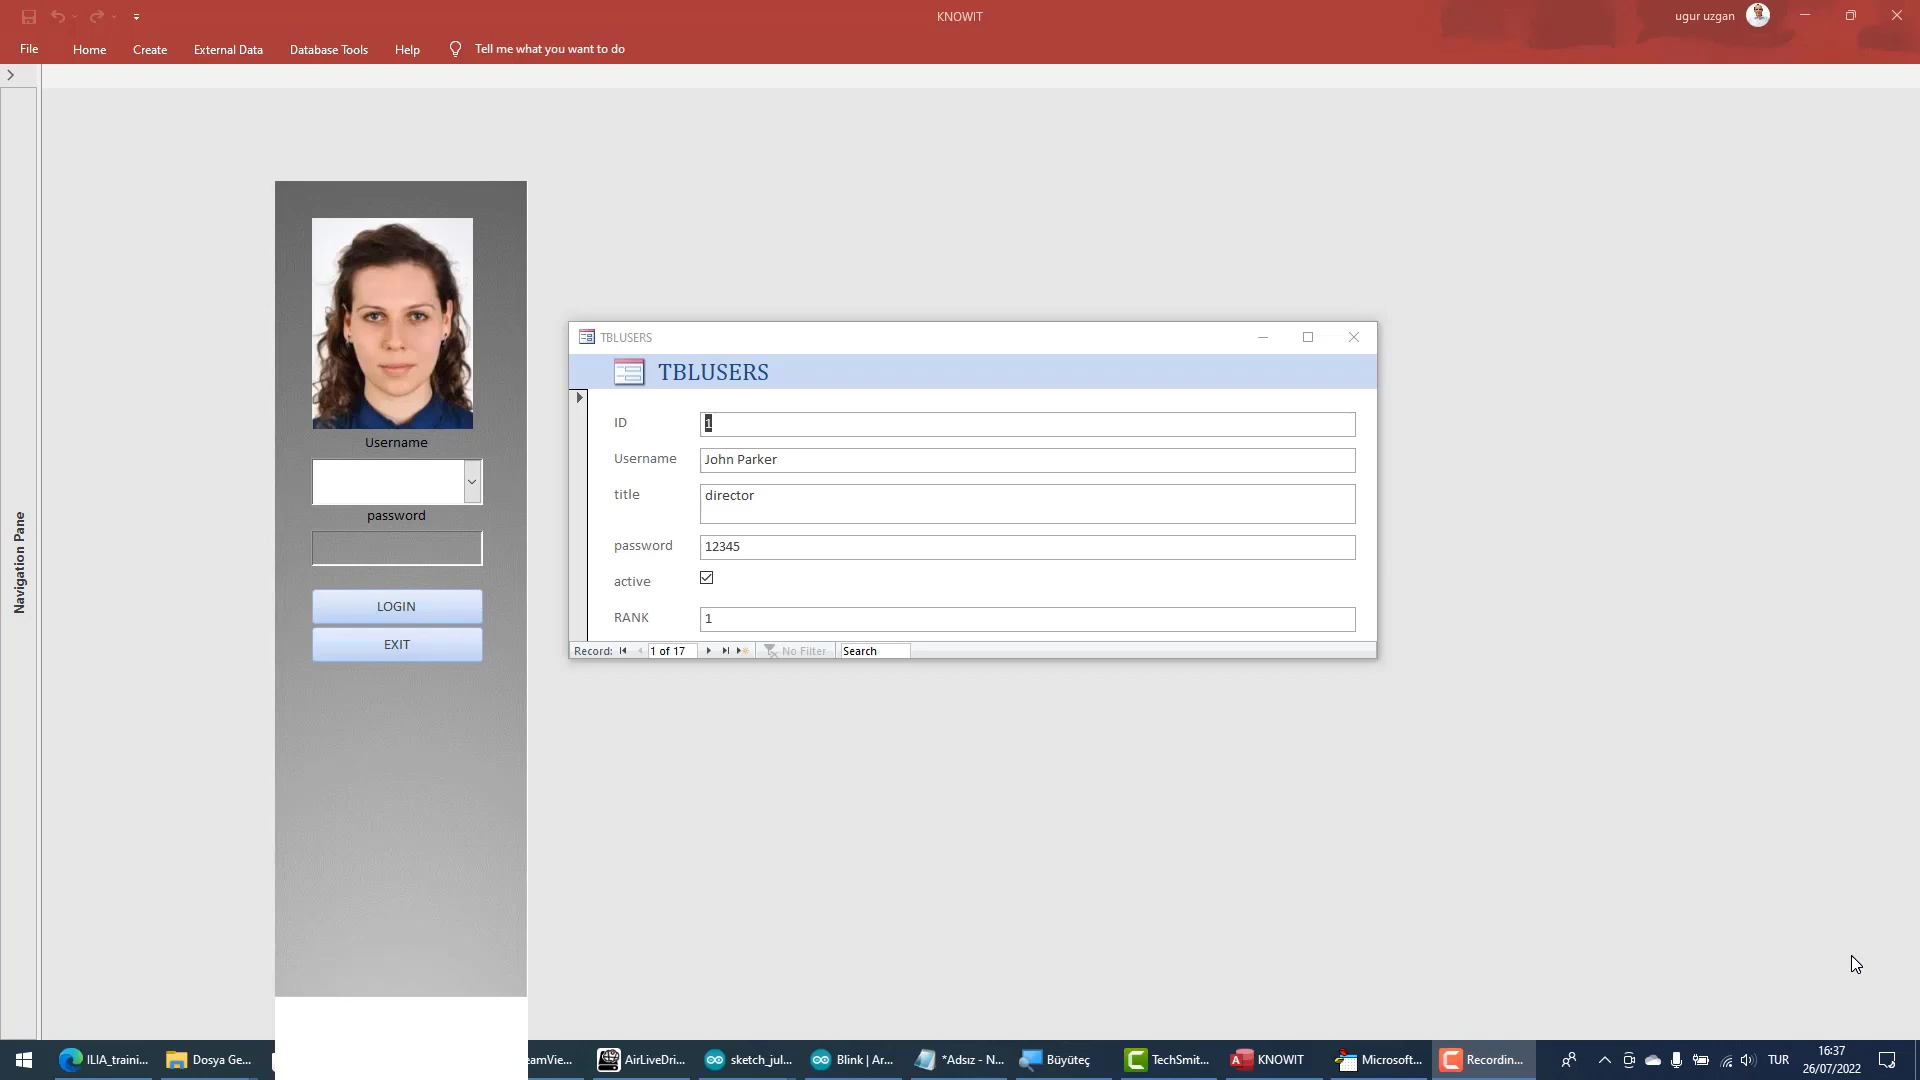 KNOWIT
ugur uzgan
File
Home
Create
External Data
Database Tools
Help
Tell me what you want to do
Navigation Pane
Username
password
LOGIN
EXIT
TBLUSERS
TBLUSERS
ID
1
Username
John Parker
title
director
password
12345
active
RANK
1
Record:
1 of 17
No Filter
Search
ILIA_traini...
Dosya Ge...
eamVie...
AirLiveDri...
sketch_jul...
Blink | Ar...
*Adsız - N...
Büyüteç
TechSmit...
KNOWIT
Microsoft...
Recordin...
TUR
16:37
26/07/2022